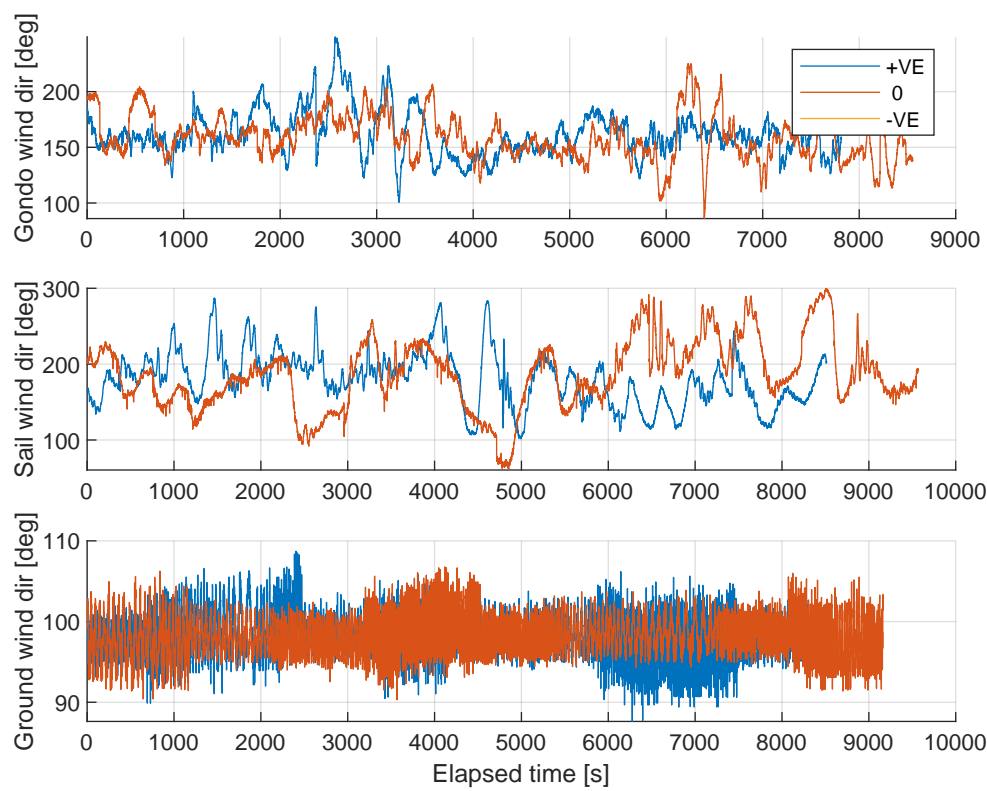 Gondo wind dir [deg]
200
150
100
0 1000 2000 3000 4000 5000 6000 7000 8000 9000
+VE
0
-VE
Sail wind dir [deg]
300
200
100
0 1000 2000 3000 4000 5000 6000 7000 8000 9000 10000
Ground wind dir [deg]
110
100
90
0 1000 2000 3000 4000 5000 6000 7000 8000 9000 10000
Elapsed time [s]